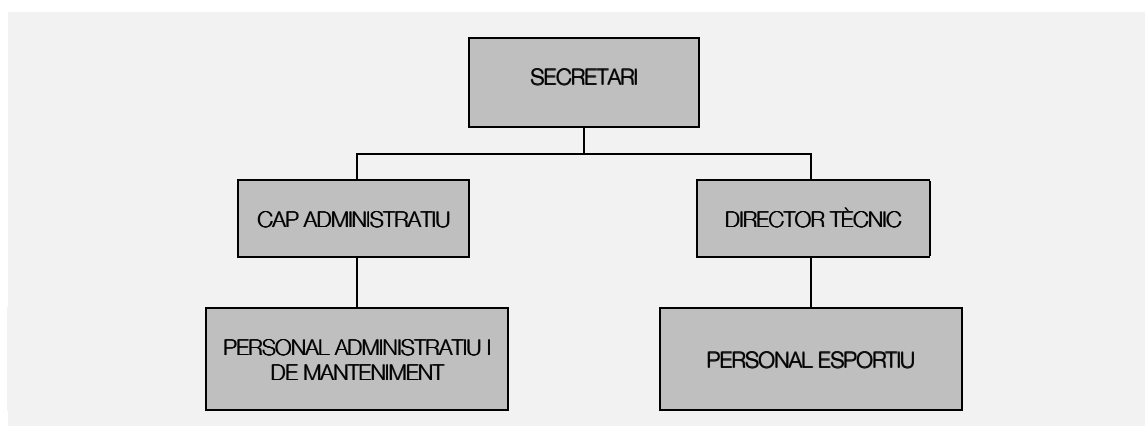 SECRETARI
CAP ADMINISTRATIU
DIRECTOR TÈCNIC
PERSONAL ADMINISTRATIU I
DE MANTENIMENT
PERSONAL ESPORTIU